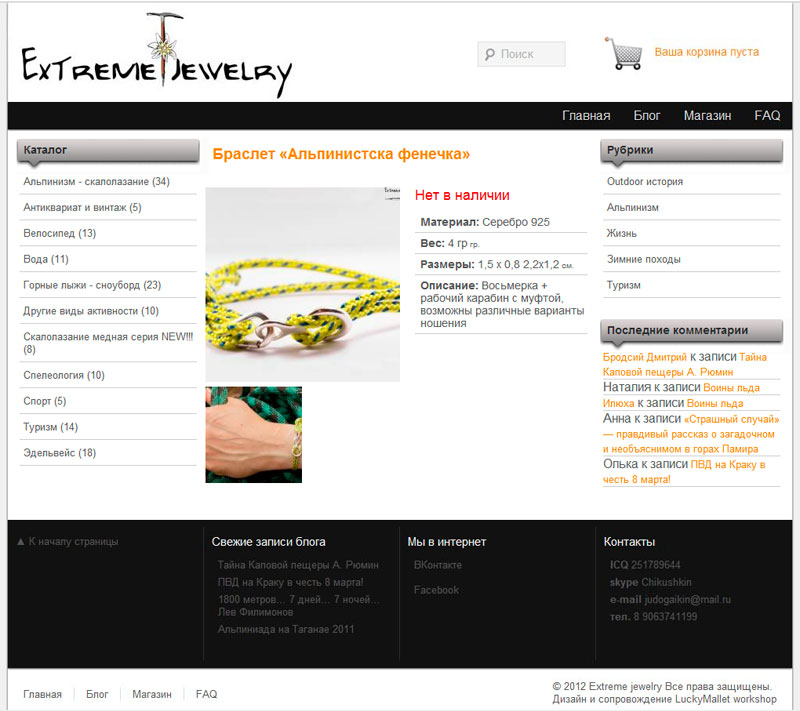 Extreme Jewelry
Поиск
Ваша корзина пуста
Главная Блог Магазин FAQ
Каталог
Альпинизм - скалолазание (34)
Антиквариат и винтаж (5)
Велосипед (13)
Вода (11)
Горные лыжи - сноуборд (23)
Другие виды активности (10)
Скалолазание медная серия NEW!!!
(8)
Спелеология (10)
Спорт (5)
Туризм (14)
Эдельвейс (18)
Браслет «Альпинистска фенечка»
Нет в наличии
Материал: Серебро 925
Вес: 4 гр гр.
Размеры: 1,5 х 0,8 2,2х1,2 см.
Описание: Восьмерка +
рабочий карабин с муфтой,
возможны различные варианты
ношения
Рубрики
Outdoor история
Альпинизм
Жизнь
Зимние походы
Туризм
Последние комментарии
Бродсий Дмитрий к записи Тайна
Каповой пещеры А. Рюмин
Наталия к записи Воины льда
Илюха к записи Воины льда
Анна к записи «Страшный случай»
— правдивый рассказ о загадочном
и необъяснимом в горах Памира
Олька к записи ПВД на Краку в
честь 8 марта!
▲ К началу страницы
Свежие записи блога
Тайна Каповой пещеры А. Рюмин
ПВД на Краку в честь 8 марта!
1800 метров… 7 дней… 7 ночей…
Лев Филимонов
Альпиниада на Таганае 2011
Мы в интернет
ВКонтакте
Facebook
Контакты
ICQ 251789644
skype Chikushkin
e-mail judogaikin@mail.ru
тел. 8 9063741199
Главная Блог Магазин FAQ
© 2012 Extreme jewelry Все права защищены.
Дизайн и сопровождение LuckyMallet workshop